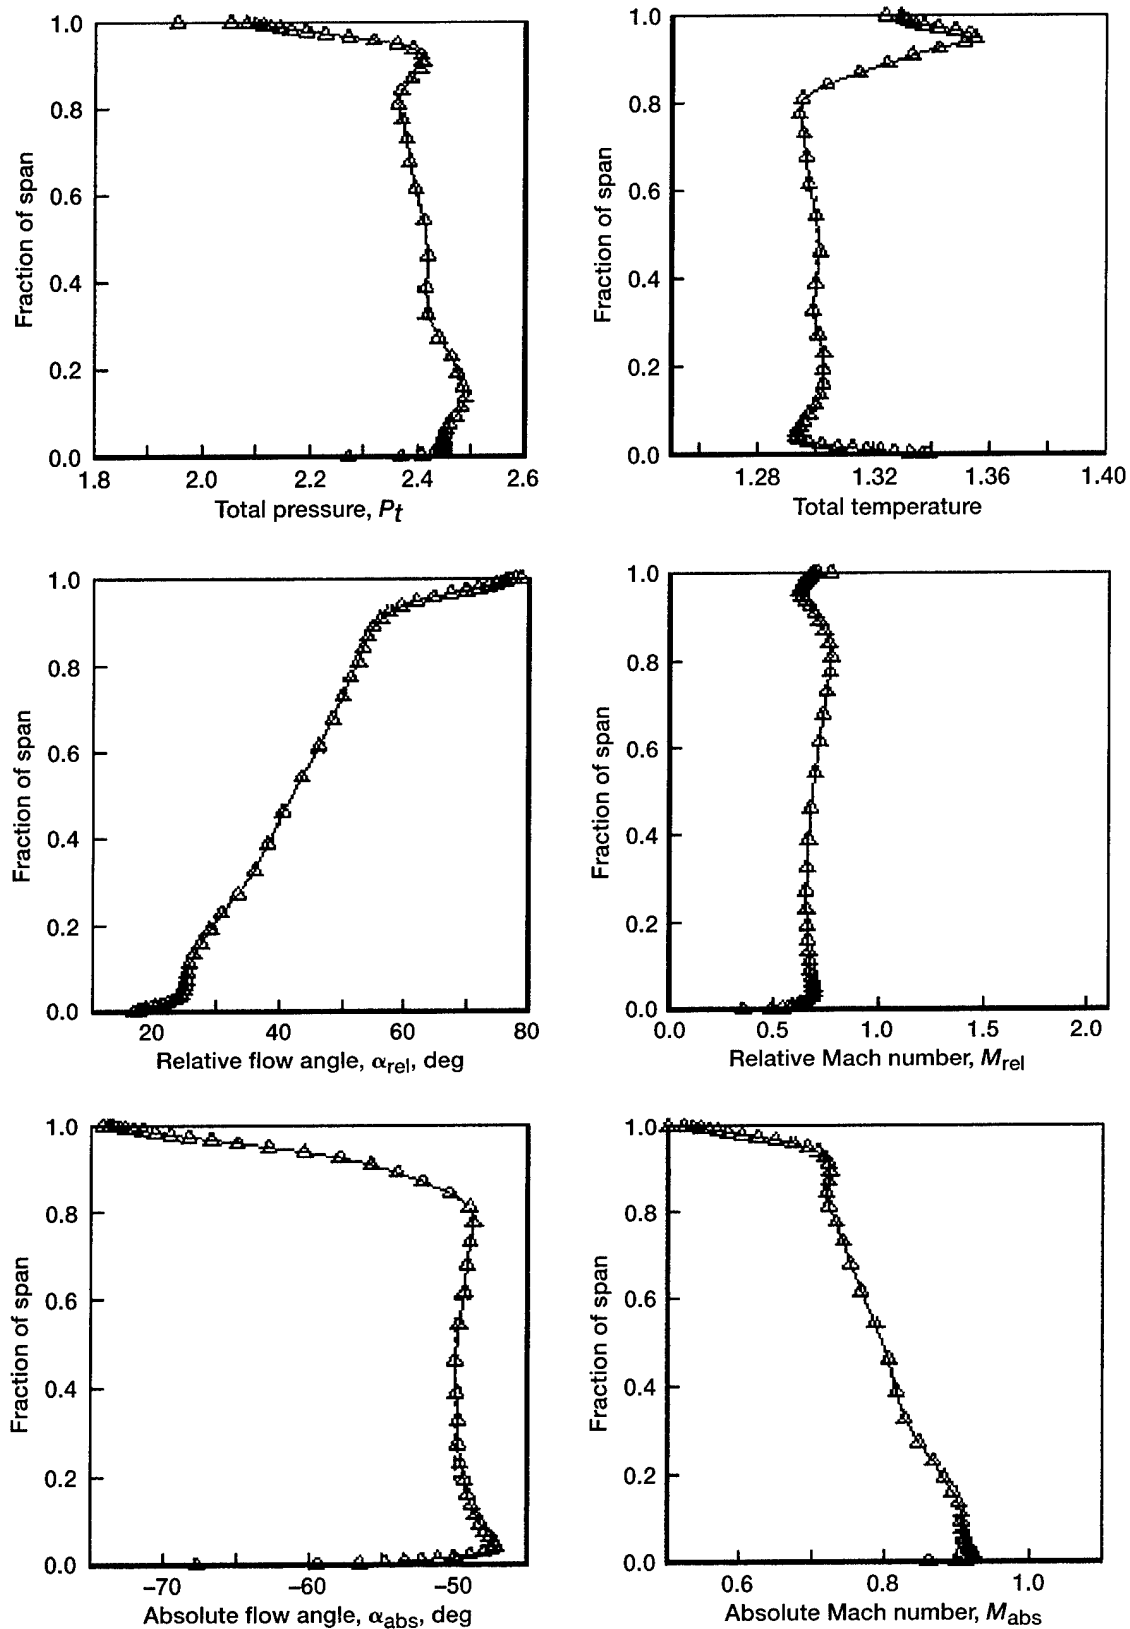 1.0
0.8
0.6
0.4
0.2
0.0
Fraction of span
1.8 2.0 2.2 2.4 2.6
Total pressure, Pt
1.0
0.8
0.6
0.4
0.2
0.0
Fraction of span
1.28 1.32 1.36 1.40
Total temperature
1.0
0.8
0.6
0.4
0.2
0.0
Fraction of span
20 40 60 80
Relative flow angle, αrel, deg
1.0
0.8
0.6
0.4
0.2
0.0
Fraction of span
0.0 0.5 1.0 1.5 2.0
Relative Mach number, Mrel
1.0
0.8
0.6
0.4
0.2
0.0
Fraction of span
–70 –60 –50
Absolute flow angle, αabs, deg
1.0
0.8
0.6
0.4
0.2
0.0
Fraction of span
0.6 0.8 1.0
Absolute Mach number, Mabs